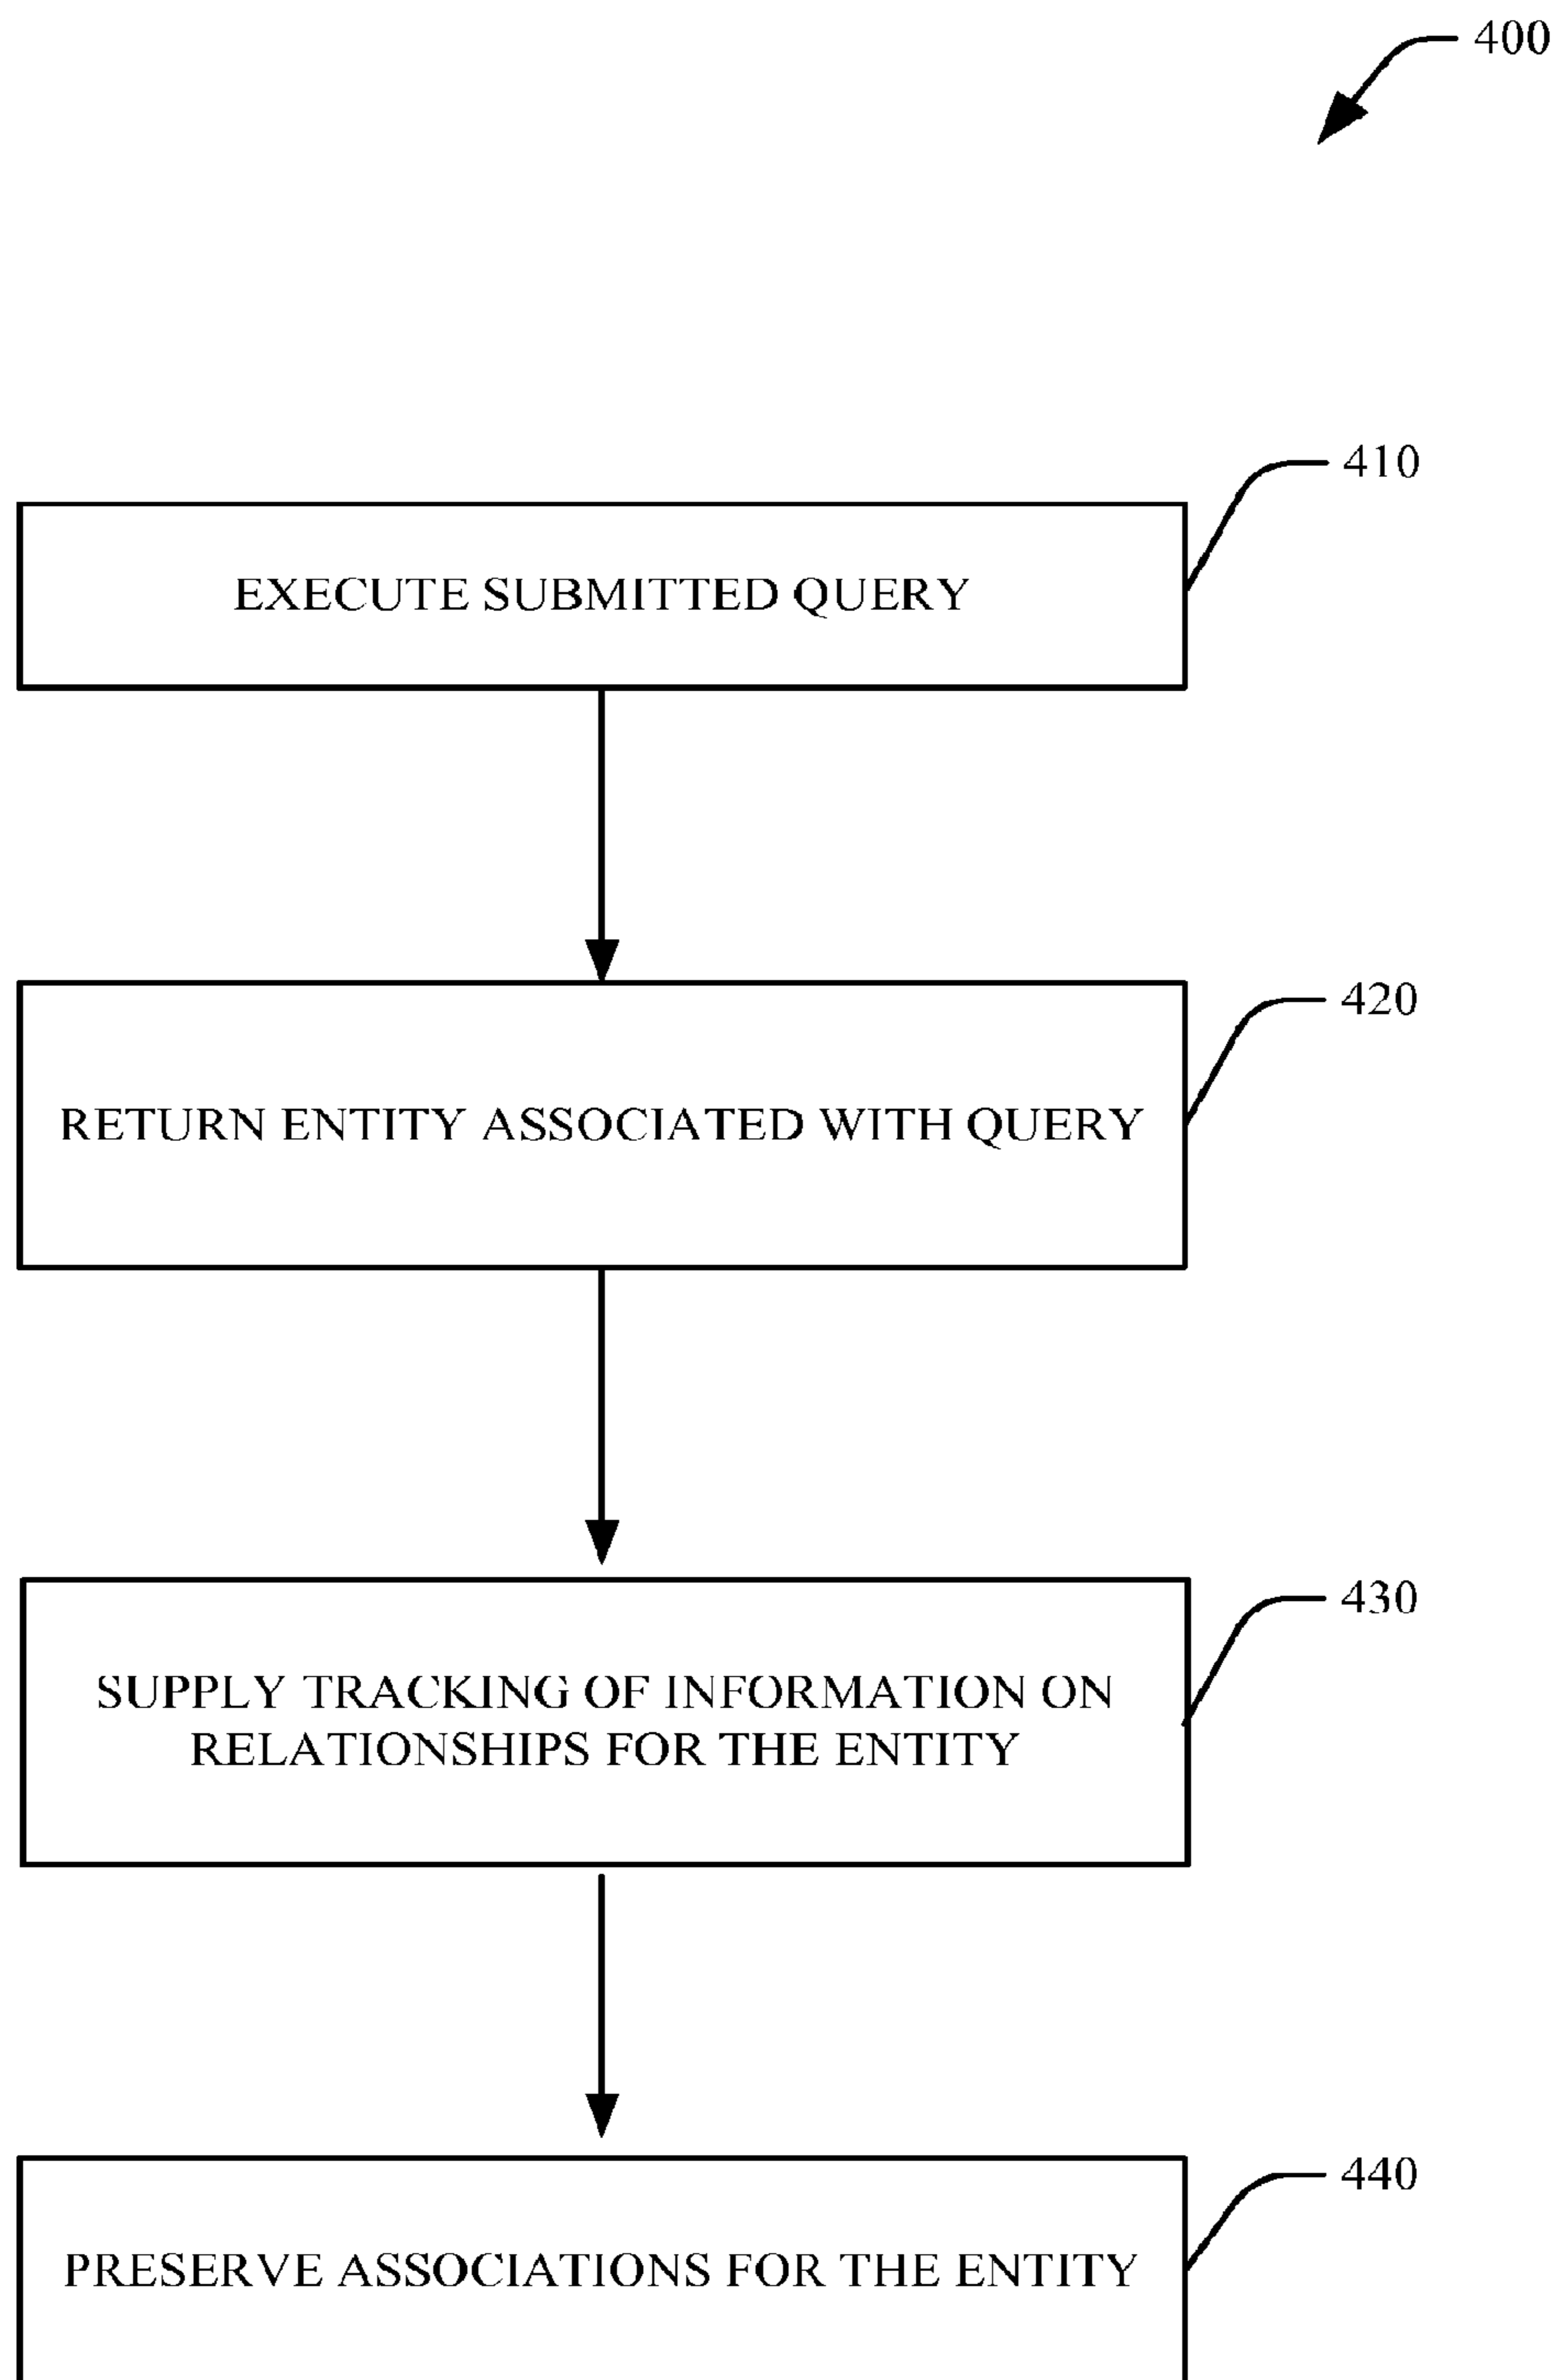 400
410
EXECUTE SUBMITTED QUERY
420
RETURN ENTITY ASSOCIATED WITH QUERY
430
SUPPLY TRACKING OF INFORMATION ON
RELATIONSHIPS FOR THE ENTITY
440
PRESERVE ASSOCIATIONS FOR THE ENTITY